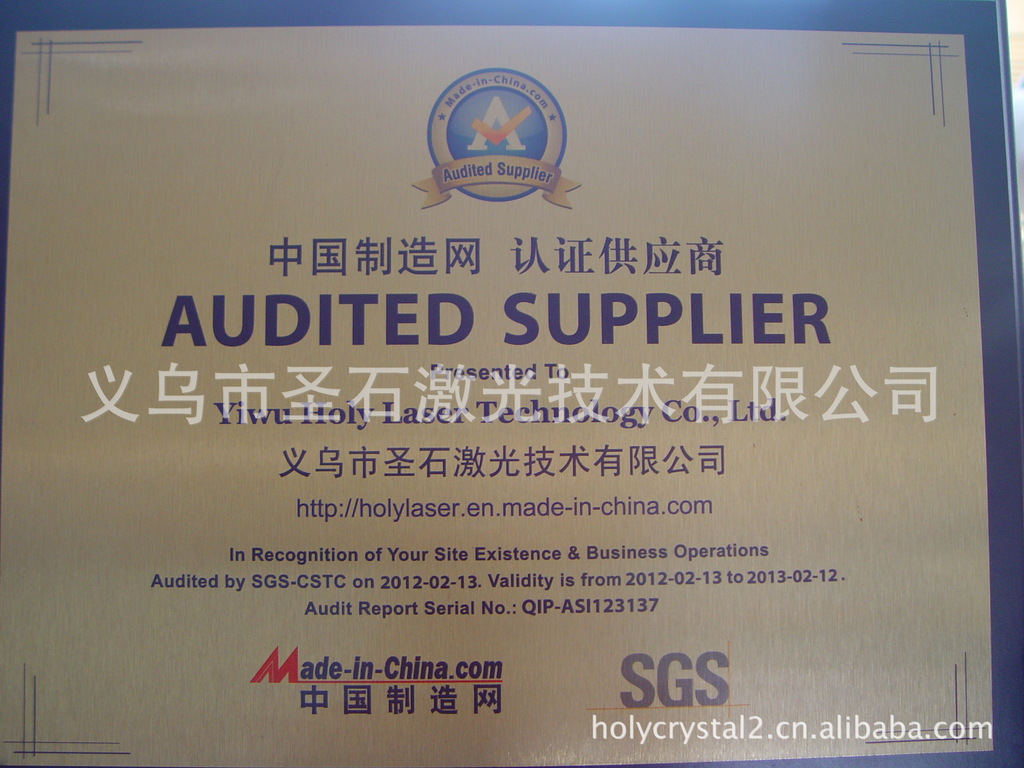 Made-in-China.com
A
Audited Supplier
中国制造网 认证供应商
AUDITED SUPPLIER
Presented To
义乌市圣石激光技术有限公司
Yiwu Holy Laser Technology Co., Ltd.
义乌市圣石激光技术有限公司
http://holylaser.en.made-in-china.com
In Recognition of Your Site Existence & Business Operations
Audited by SGS-CSTC on 2012-02-13. Validity is from 2012-02-13 to 2013-02-12.
Audit Report Serial No.: QIP-ASI123137
Made-in-China.com
中国制造网
SGS
holycrystal2.cn.alibaba.com